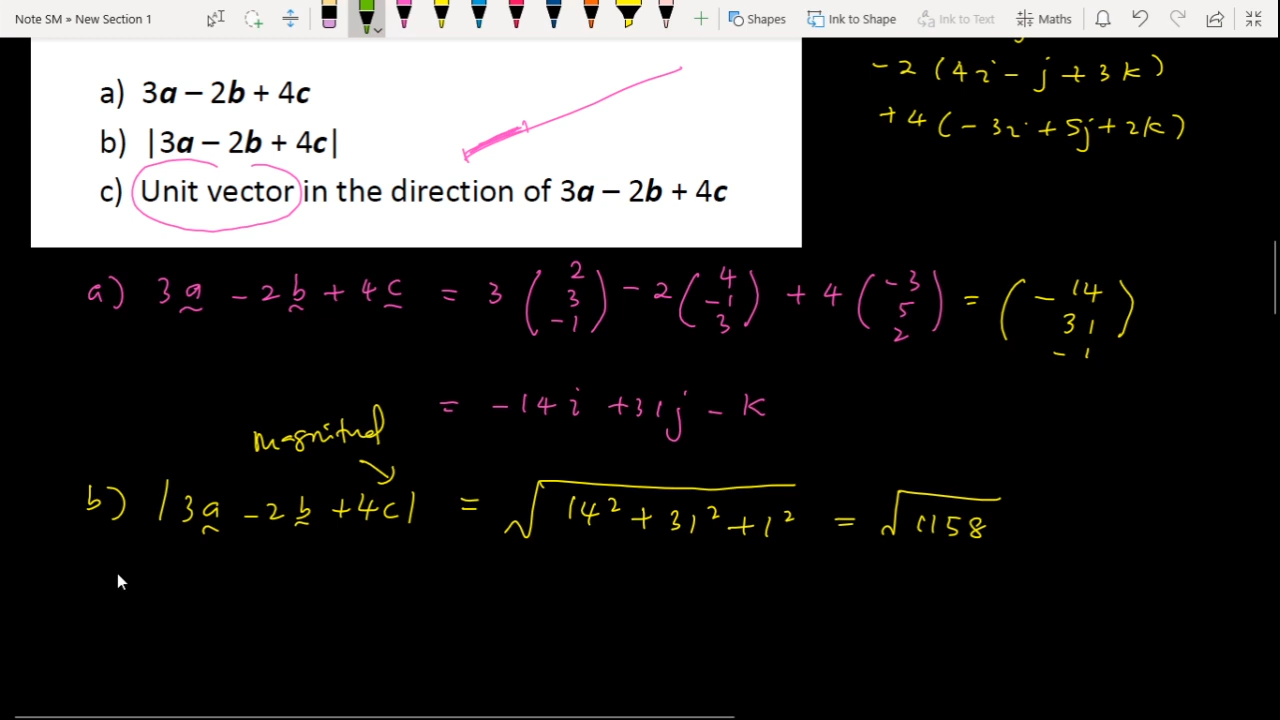 Note SM » New Section 1
Shapes
Ink to Shape
Ink to Text
Maths
a) 3a – 2b + 4c
b) |3a – 2b + 4c|
c) Unit vector in the direction of 3a – 2b + 4c
-2 (4i - j + 3k)
+4 (-3i + 5j + 2k)
a) 3a - 2b + 4c = 3 (2 3 -1) - 2 (4 -1 3) + 4 (-3 5 2) = (-14 31 -1)
= -14i + 31j - k
magnitud
b) |3a - 2b + 4c| = √(14² + 31² + 1²) = √1158